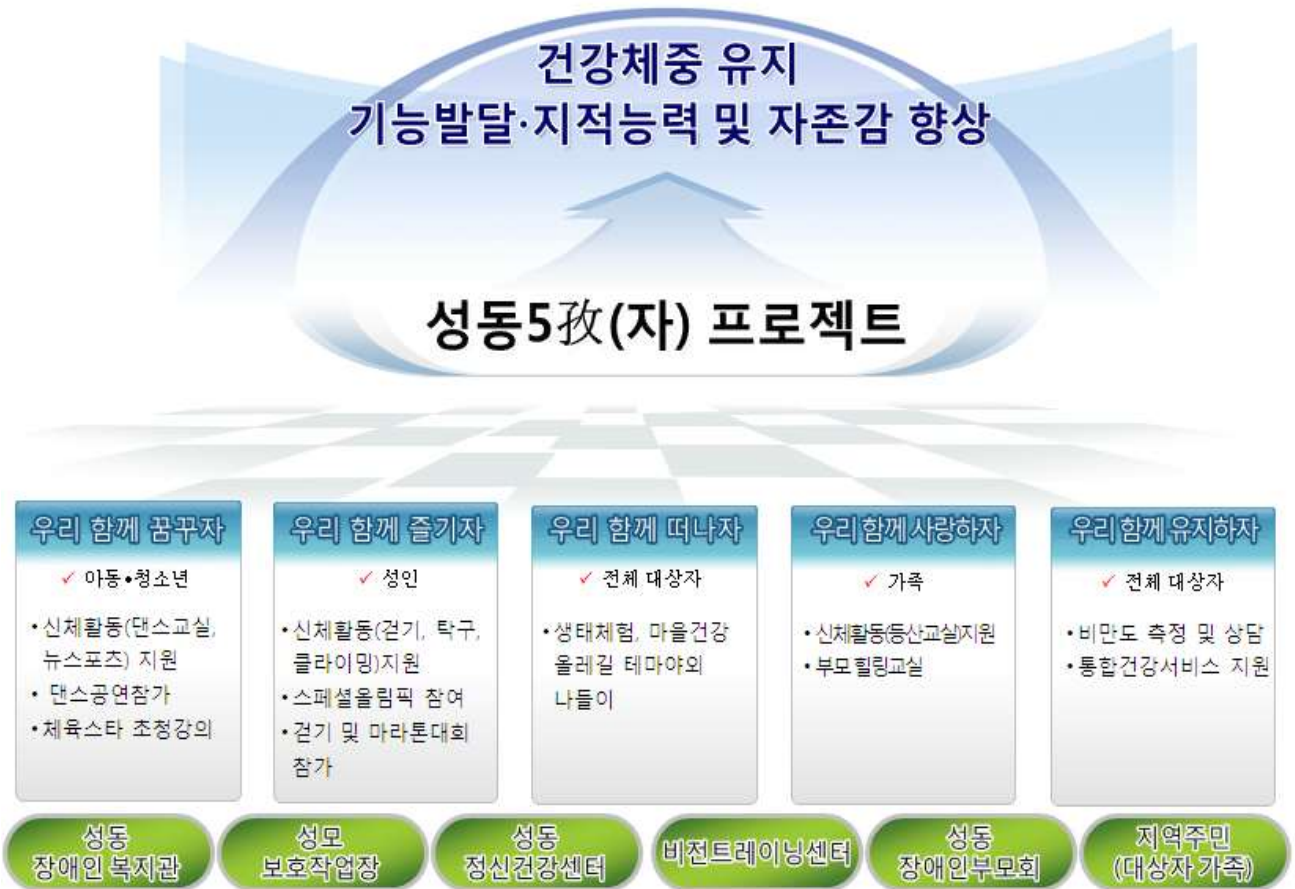 건강체중 유지
기능발달·지적능력 및 자존감 향상
성동5孜(자) 프로젝트
우리 함께 꿈꾸자
✓ 아동•청소년
•신체활동(댄스교실,
뉴스포츠) 지원
• 댄스공연참가
•체육스타 초청강의
우리 함께 즐기자
✓ 성인
•신체활동(걷기, 탁구,
클라이밍)지원
•스페셜올림픽 참여
•걷기 및 마라톤대회
참가
우리 함께 떠나자
✓ 전체 대상자
•생태체험, 마을건강
올레길 테마야외
나들이
우리함께사랑하자
✓ 가족
•신체활동(등산교실)지원
•부모힐링교실
우리함께유지하자
✓ 전체 대상자
•비만도 측정 및 상담
•통합건강서비스 지원
성동
장애인 복지관
성모
보호작업장
성동
정신건강센터
비전트레이닝센터
성동
장애인부모회
지역주민
(대상자 가족)